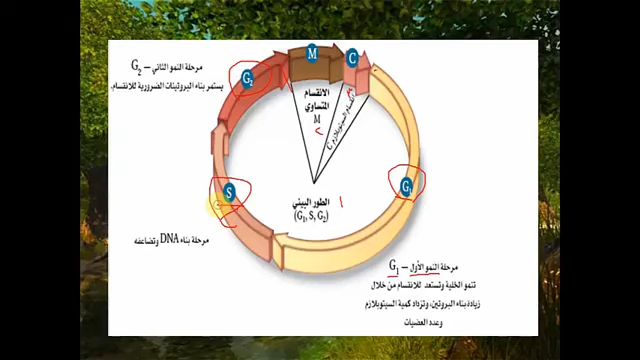 M
C
G2
مرحلة النمو الثاني – G2
يستمر بناء البروتينات الضرورية للانقسام.
الانقسام
المتساوي
M
انقسام السيتوبلازم C
G1
S
الطور البيني
(G1, S, G2)
مرحلة بناء DNA وتضاعفه
مرحلة النمو الأول – G1
تنمو الخلية وتستعد للانقسام من خلال
زيادة بناء البروتين، وتزداد كمية السيتوبلازم
وعدد العضيات